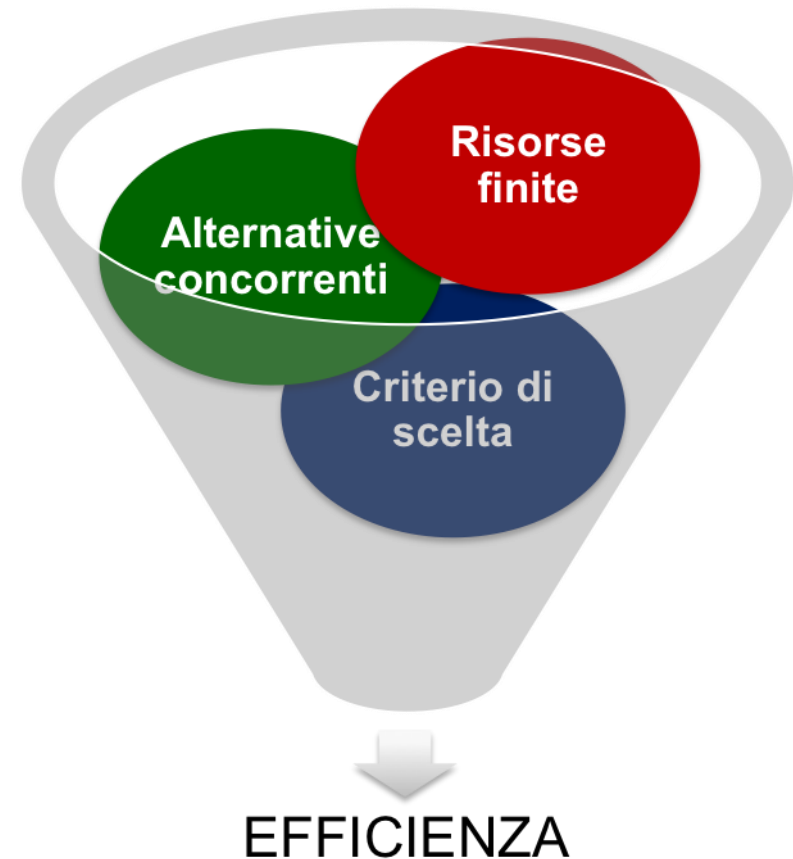 Risorse
finite
Alternative
concorrenti
Criterio di
scelta
EFFICIENZA